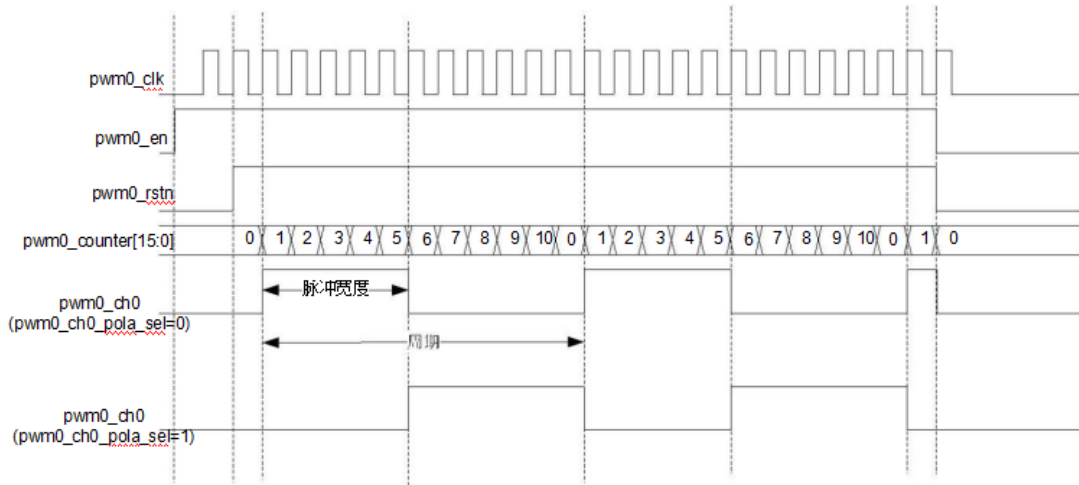 pwm0_clk
pwm0_en
pwm0_rstn
pwm0_counter[15:0]
0 1 2 3 4 5 6 7 8 9 10 0 1 2 3 4 5 6 7 8 9 10 0 1 0
脉冲宽度
pwm0_ch0
(pwm0_ch0_pola_sel=0)
周期
pwm0_ch0
(pwm0_ch0_pola_sel=1)